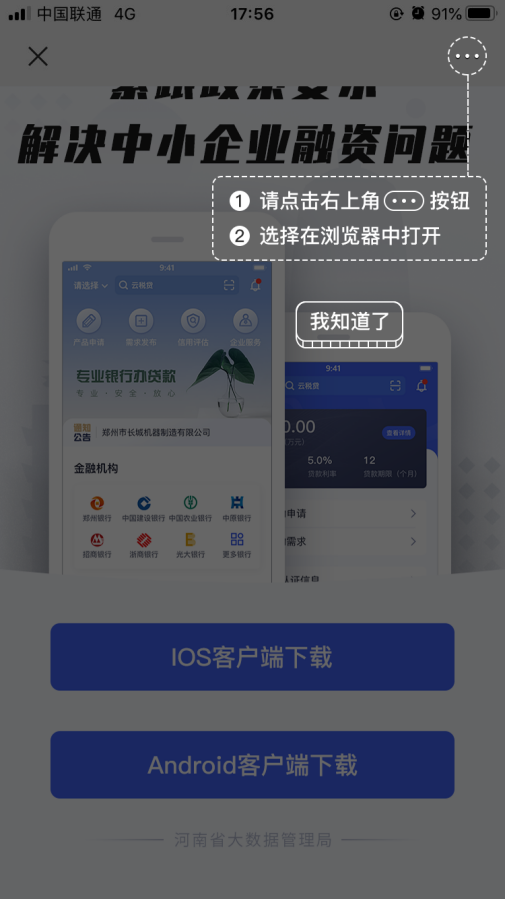 中国联通 4G 17:56 91%
解决中小企业融资问题
1 请点击右上角 ··· 按钮
2 选择在浏览器中打开
我知道了
9:41
请选择 云税贷
产品申请 需求发布 信用评估 企业服务
专业银行办贷款
专业·安全·放心
通知公告 郑州市长城机器制造有限公司
金融机构
郑州银行 中国建设银行 中国农业银行 中原银行
招商银行 浙商银行 光大银行 更多银行
9:41
云税贷
0.00
(万元)
查看详情
5.0% 12
贷款利率 贷款期限（个月）
申请
需求
认证信息
IOS客户端下载
Android客户端下载
河南省大数据管理局